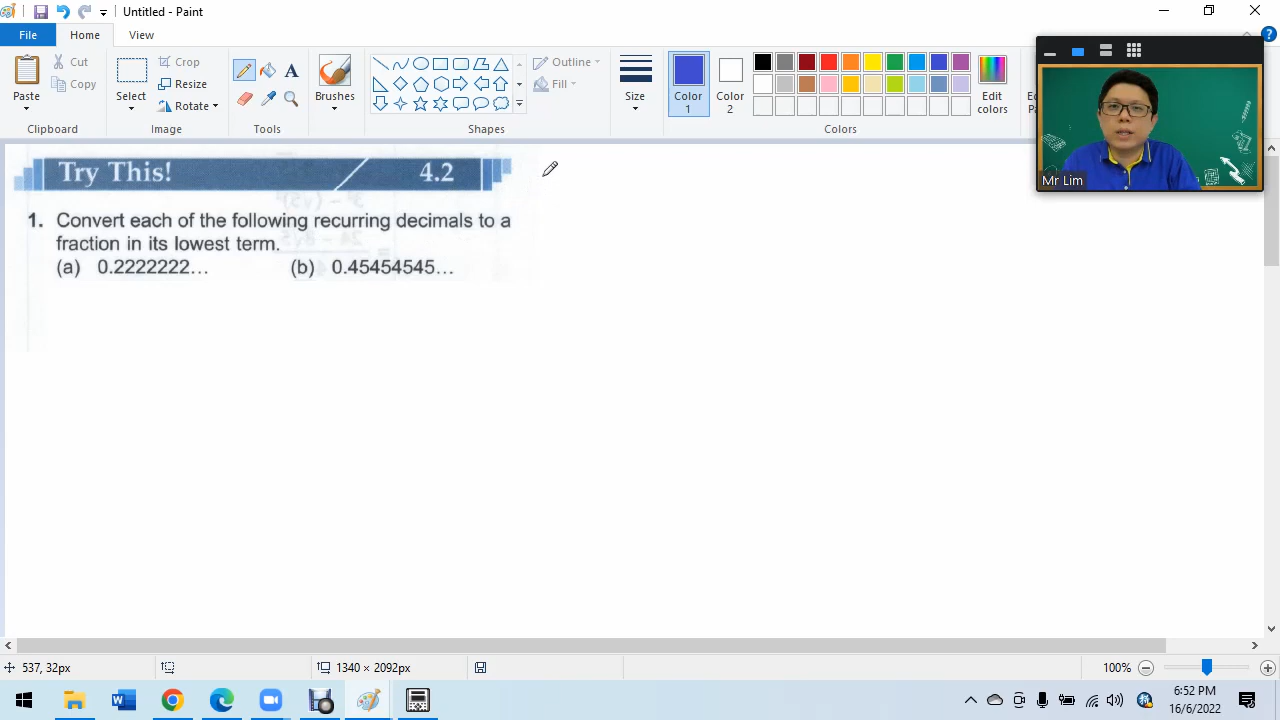 Untitled - Paint
File
Home
View
Paste
Cut
Copy
Clipboard
Select
Crop
Resize
Rotate
Image
A
Tools
Brushes
Shapes
Outline
Fill
Size
Color 1
Color 2
Colors
Edit colors
Mr Lim
Try This! 4.2
1. Convert each of the following recurring decimals to a
fraction in its lowest term.
(a) 0.2222222… (b) 0.45454545…
537, 32px
1340 × 2092px
100%
6:52 PM
16/6/2022